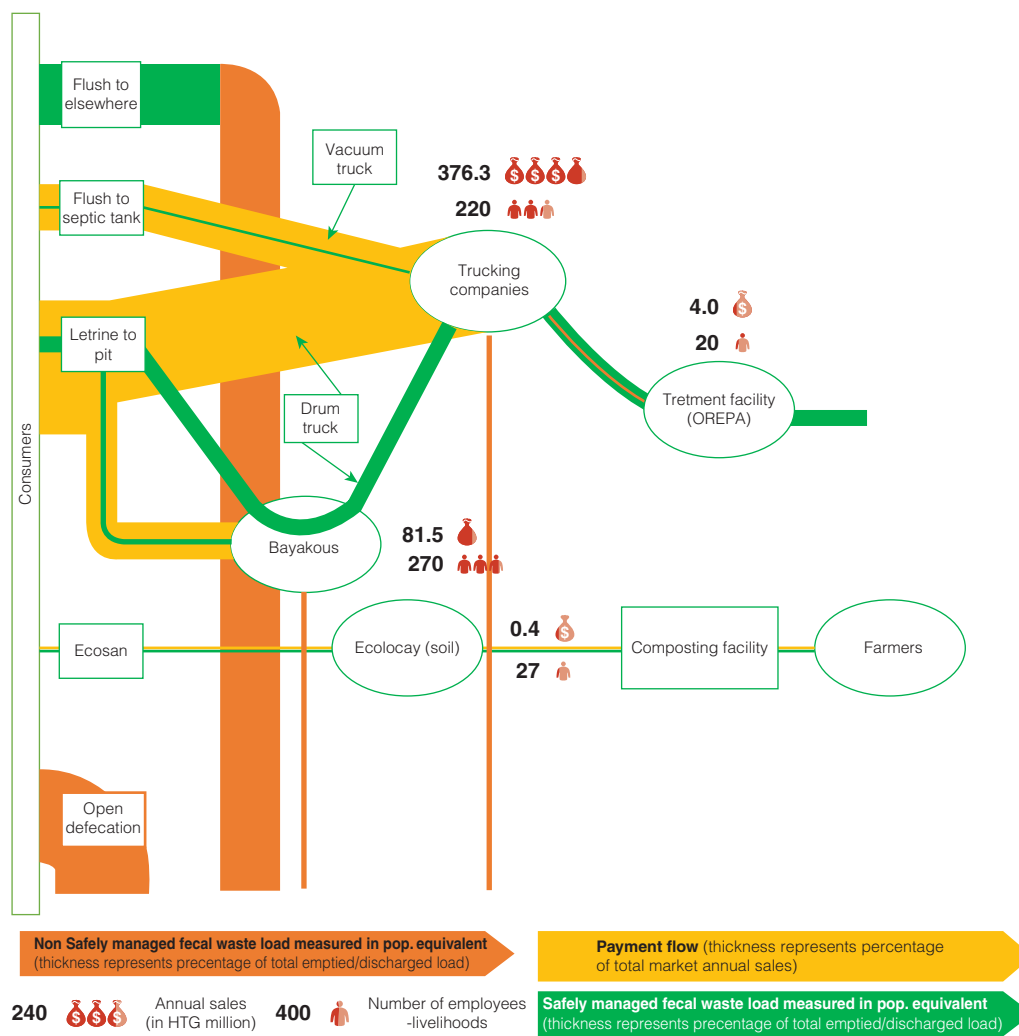 Consumers
Flush to
elsewhere
Vacuum
truck
376.3
220
Flush to
septic tank
Trucking
companies
4.0
20
Letrine to
pit
Tretment facility
(OREPA)
Drum
truck
81.5
270
Bayakous
0.4
27
Ecosan
Ecolocay (soil)
Composting facility
Farmers
Open
defecation
Non Safely managed fecal waste load measured in pop. equivalent
(thickness represents precentage of total emptied/discharged load)
Payment flow (thickness represents percentage
of total market annual sales)
240
Annual sales
(in HTG million)
400
Number of employees
-livelihoods
Safely managed fecal waste load measured in pop. equivalent
(thickness represents precentage of total emptied/discharged load)